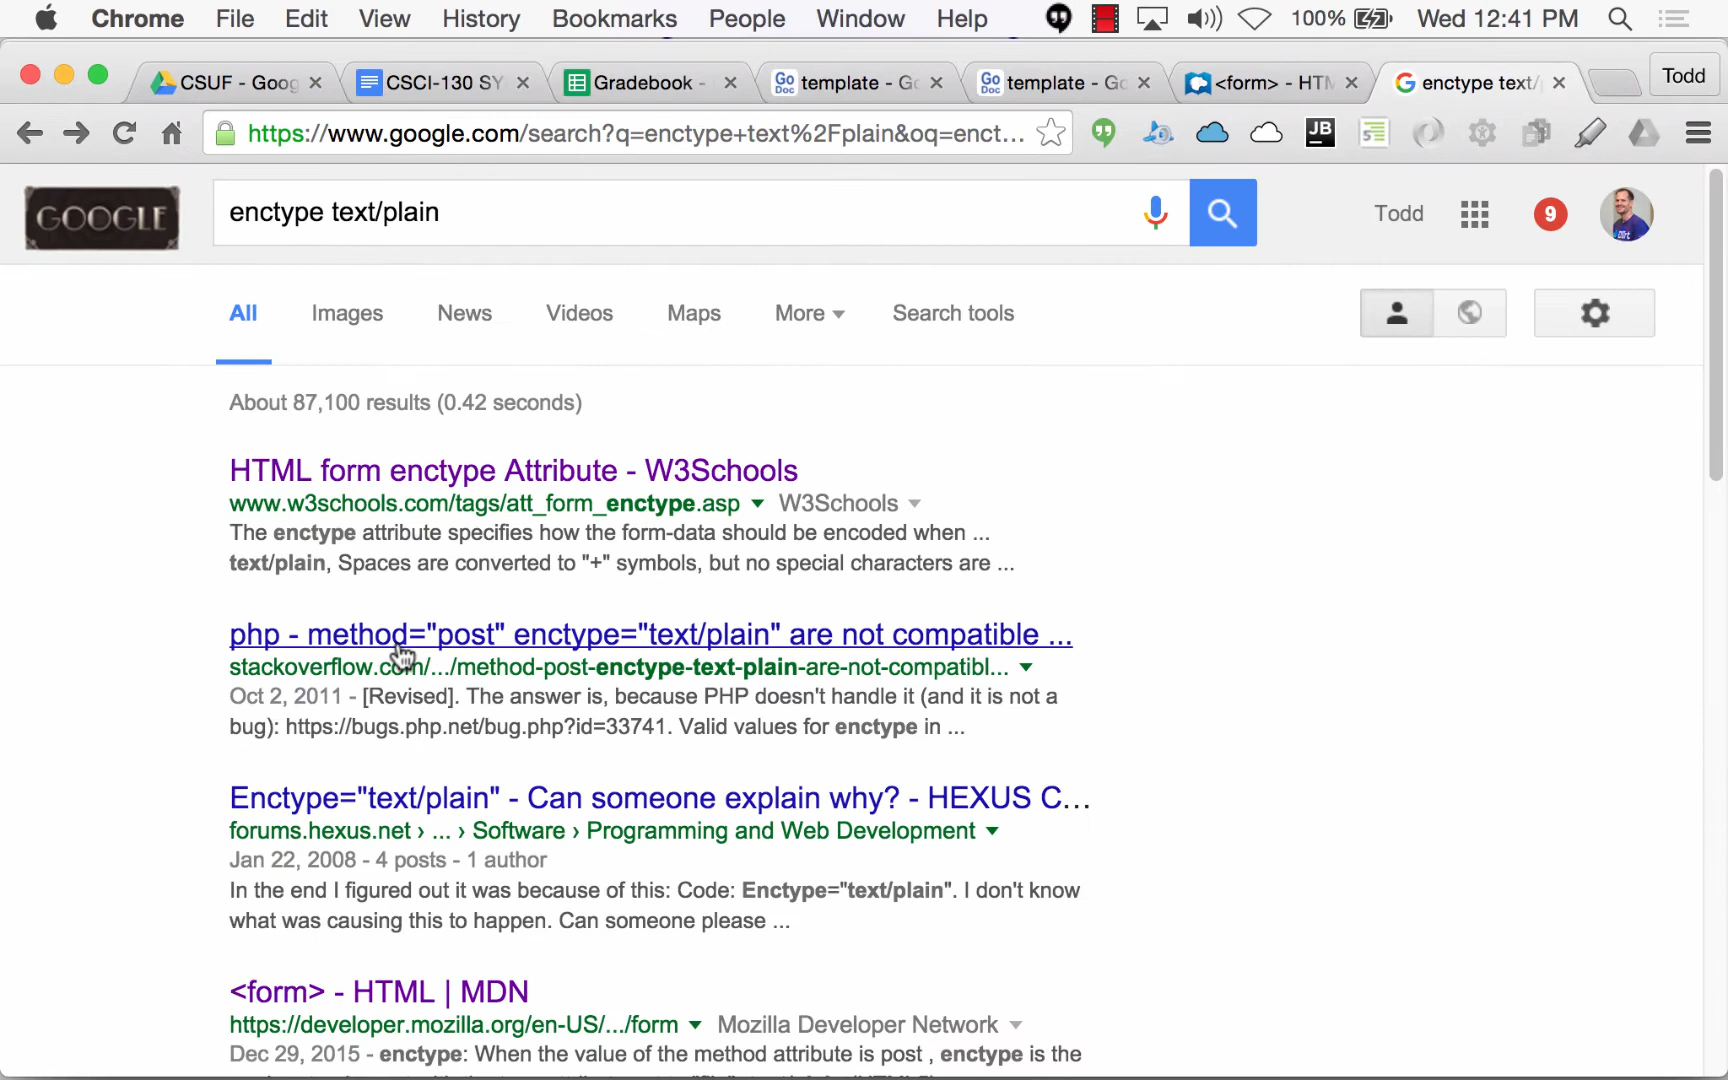 Chrome File Edit View History Bookmarks People Window Help 100% Wed 12:41 PM
CSUF - Goog CSCI-130 SY Gradebook - template - Go template - Go <form> - HTM enctype text/ Todd
https://www.google.com/search?q=enctype+text%2Fplain&oq=enct... JB
GOOGLE enctype text/plain Todd 9
All Images News Videos Maps More Search tools
About 87,100 results (0.42 seconds)
HTML form enctype Attribute - W3Schools
www.w3schools.com/tags/att_form_enctype.asp W3Schools
The enctype attribute specifies how the form-data should be encoded when ...
text/plain, Spaces are converted to "+" symbols, but no special characters are ...
php - method="post" enctype="text/plain" are not compatible ...
stackoverflow.com/.../method-post-enctype-text-plain-are-not-compatibl...
Oct 2, 2011 - [Revised]. The answer is, because PHP doesn't handle it (and it is not a
bug): https://bugs.php.net/bug.php?id=33741. Valid values for enctype in ...
Enctype="text/plain" - Can someone explain why? - HEXUS C...
forums.hexus.net › ... › Software › Programming and Web Development
Jan 22, 2008 - 4 posts - 1 author
In the end I figured out it was because of this: Code: Enctype="text/plain". I don't know
what was causing this to happen. Can someone please ...
<form> - HTML | MDN
https://developer.mozilla.org/en-US/.../form Mozilla Developer Network
Dec 29, 2015 - enctype: When the value of the method attribute is post , enctype is the